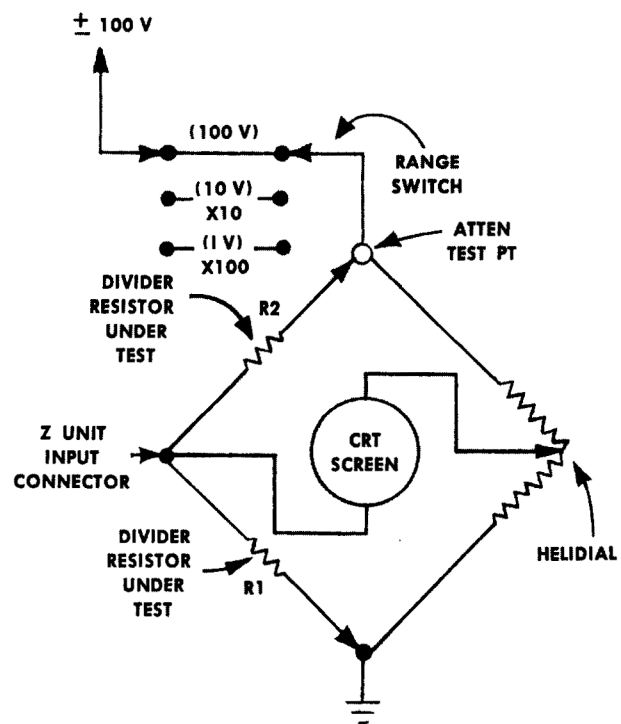 ± 100 V
(100 V)
RANGE
SWITCH
(10 V)
X10
(1 V)
X100
ATTEN
TEST PT
DIVIDER
RESISTOR
UNDER
TEST
R2
Z UNIT
INPUT
CONNECTOR
CRT
SCREEN
HELIDIAL
DIVIDER
RESISTOR
UNDER
TEST
R1